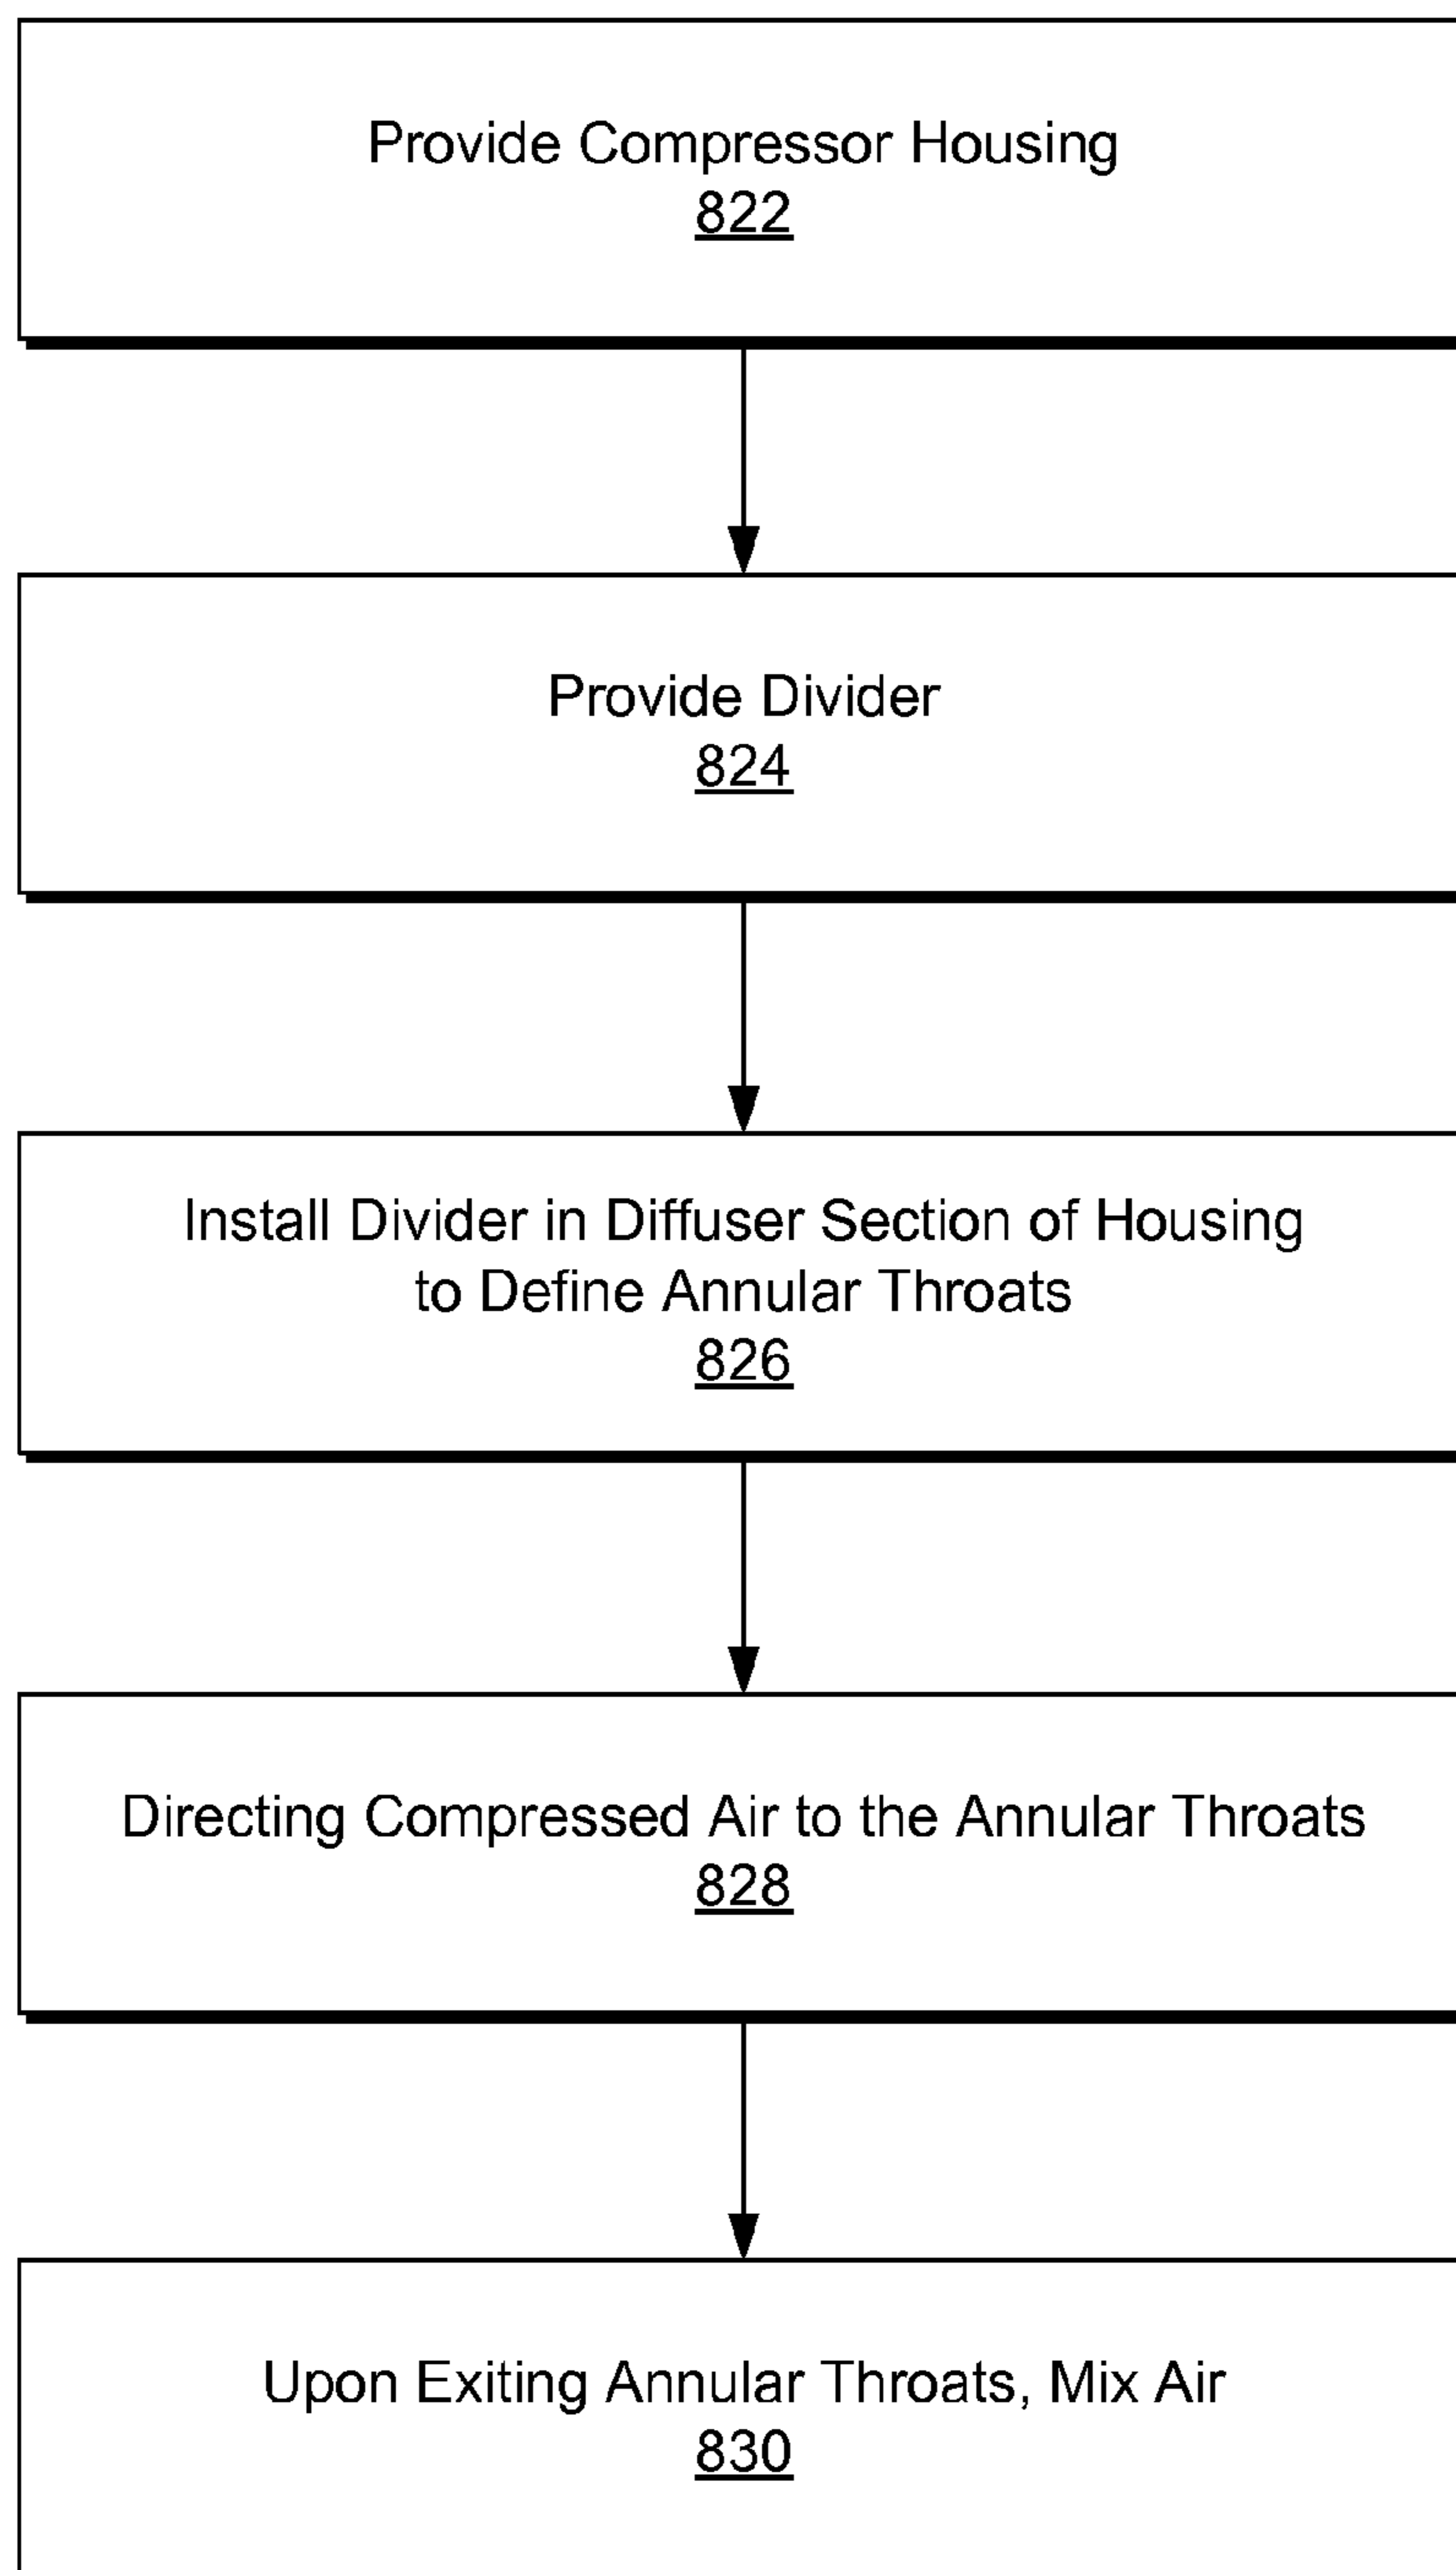 Provide Compressor Housing
822
Provide Divider
824
Install Divider in Diffuser Section of Housing
to Define Annular Throats
826
Directing Compressed Air to the Annular Throats
828
Upon Exiting Annular Throats, Mix Air
830